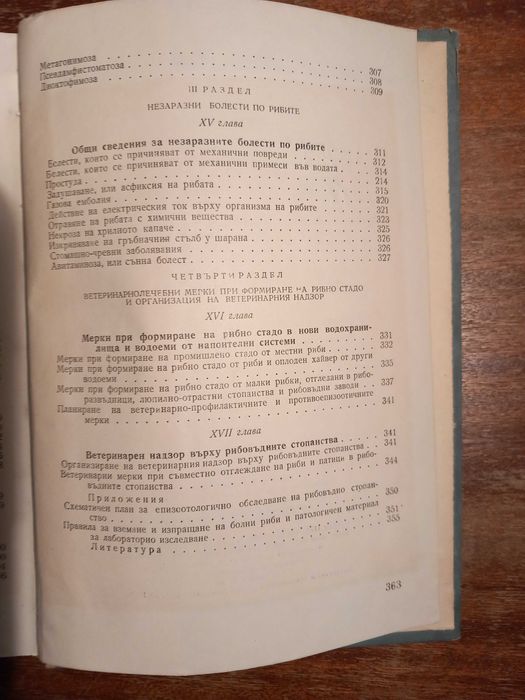 Метагонимоза . . . . . . . . . . . . . 307
Псевдамфистоматоза . . . . . . . . . . 308
Диоктофимоза . . . . . . . . . . . . . 309
III РАЗДЕЛ
НЕЗАРАЗНИ БОЛЕСТИ ПО РИБИТЕ
XV глава
Общи сведения за незаразните болести по рибите . . . . 311
Болести, които се причиняват от механични повреди . . . . 312
Болести, които се причиняват от механични примеси във водата . 314
Простуда . . . . . . . . . . . . . 214
Задушаване, или асфиксия на рибата . . . . . . . 315
Газова емболия . . . . . . . . . . . . 320
Действие на електрическия ток върху организма на рибите . . 321
Отравяне на рибата с химични вещества . . . . . . 323
Некроза на хрилното капаче . . . . . . . . . 325
Изкривяване на гръбначния стълб у шарана . . . . . 326
Стомашно-чревни заболявания . . . . . . . . 326
Авитаминоза, или сънна болест . . . . . . . . 327
ЧЕТВЪРТИ РАЗДЕЛ
ВЕТЕРИНАРНОЛЕЧЕБНИ МЕРКИ ПРИ ФОРМИРАНЕ НА РИБНО СТАДО
И ОРГАНИЗАЦИЯ НА ВЕТЕРИНАРНИЯ НАДЗОР
XVI глава
Мерки при формиране на рибно стадо в нови водохрани-
лища и водоеми от напоителни системи . . . . 331
Мерки при формиране на промишлено стадо от местни риби . . 332
Мерки при формиране на рибно стадо от риби и оплоден хайвер от други
водоеми . . . . . . . . . . . . 335
Мерки при формиране на рибно стадо от малки рибки, отгледани в рибо-
развъдници, люпилно-отрастни стопанства и рибовъдни заводи . . 337
Планиране на ветеринарно-профилактичните и противоепизоотичните
мерки . . . . . . . . . . . . . 341
XVII глава
Ветеринарен надзор върху рибовъдните стопанства . . . 341
Организиране на ветеринарния надзор върху рибовъдните стопанства . . 341
Ветеринарни мерки при съвместно отглеждане на риби и патици в рибо-
въдните стопанства . . . . . . . . . 344
Приложения
Схематичен план за епизоотологично обследване на рибовъдно стопан-
ство . . . . . . . . . . . . . 350
Правила за вземане и изпращане на болни риби и патологичен материал
за лабораторно изследване . . . . . . . . 351
Литература . . . . . . . . . . . 355
363